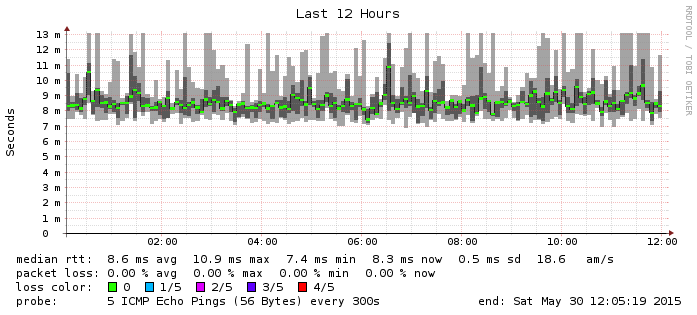 Last 12 Hours
RRDTOOL / TOBI OETIKER
Seconds
13 m
12 m
11 m
10 m
9 m
8 m
7 m
6 m
5 m
4 m
3 m
2 m
1 m
0
02:00 04:00 06:00 08:00 10:00 12:00
median rtt: 8.6 ms avg 10.9 ms max 7.4 ms min 8.3 ms now 0.5 ms sd 18.6 am/s
packet loss: 0.00 % avg 0.00 % max 0.00 % min 0.00 % now
loss color: 0 1/5 2/5 3/5 4/5
probe: 5 ICMP Echo Pings (56 Bytes) every 300s end: Sat May 30 12:05:19 2015